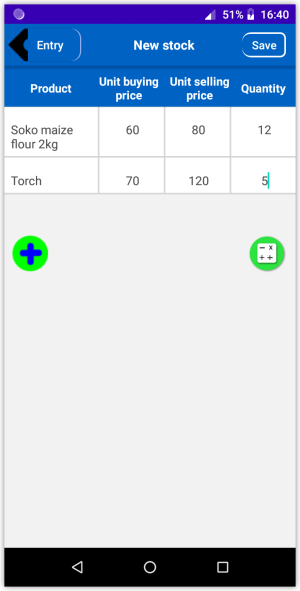 51% 16:40
Entry New stock Save
Product Unit buying price Unit selling price Quantity
Soko maize flour 2kg 60 80 12
Torch 70 120 5